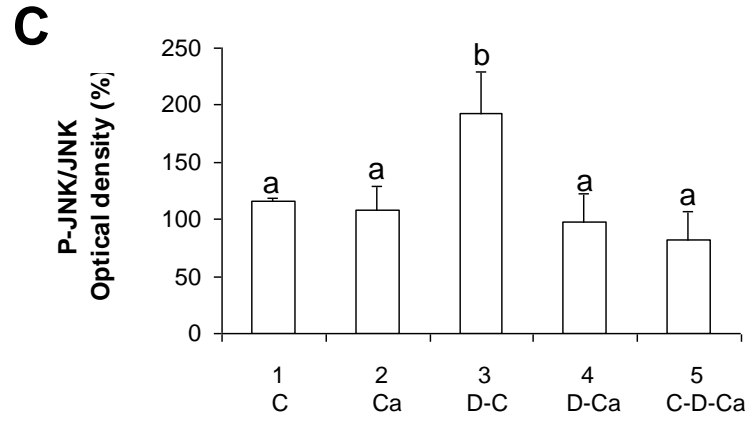 C
P-JNK/JNK
Optical density (%)
250
200
150
100
50
0
a
a
b
a
a
1 2 3 4 5
C Ca D-C D-Ca C-D-Ca